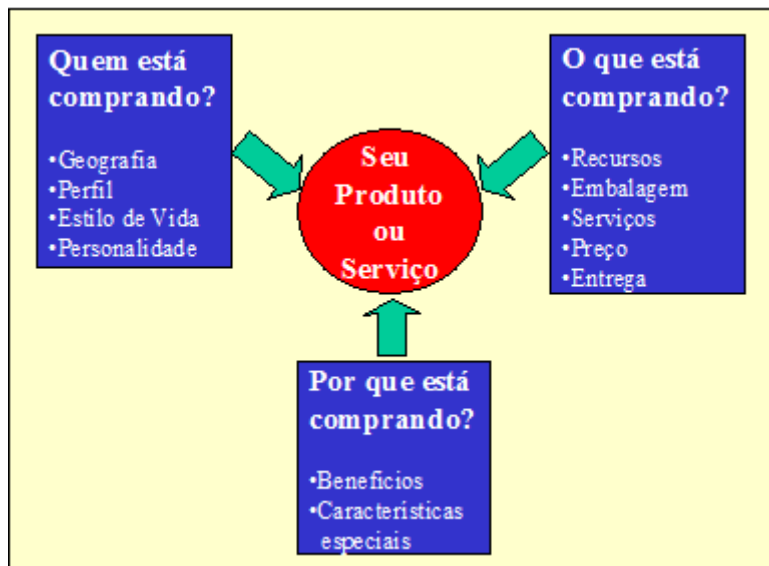 Quem está
comprando?
•Geografia
•Perfil
•Estilo de Vida
•Personalidade
Seu
Produto
ou
Serviço
O que está
comprando?
•Recursos
•Embalagem
•Serviços
•Preço
•Entrega
Por que está
comprando?
•Benefícios
•Características
especiais